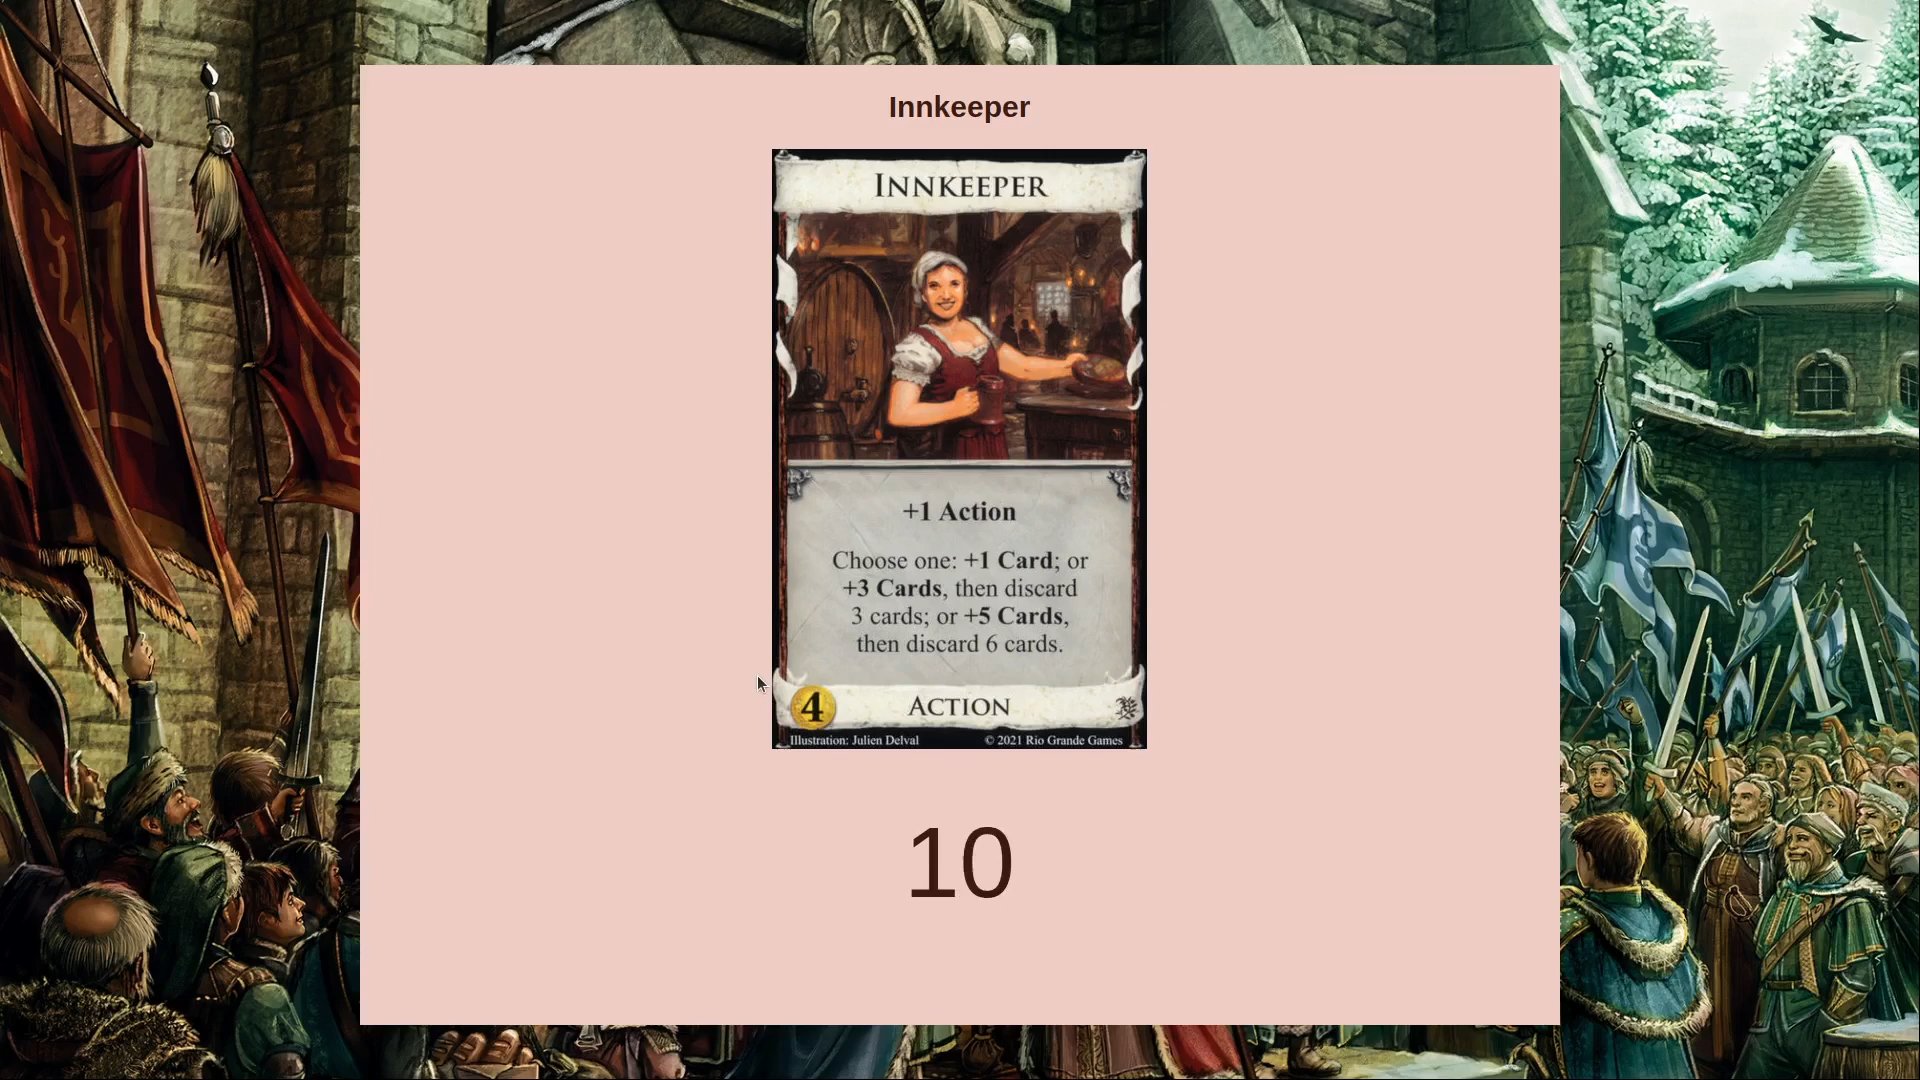 Innkeeper
INNKEEPER
+1 Action
Choose one: +1 Card; or
+3 Cards, then discard
3 cards; or +5 Cards,
then discard 6 cards.
4
ACTION
Illustration: Julien Delval © 2021 Rio Grande Games
10